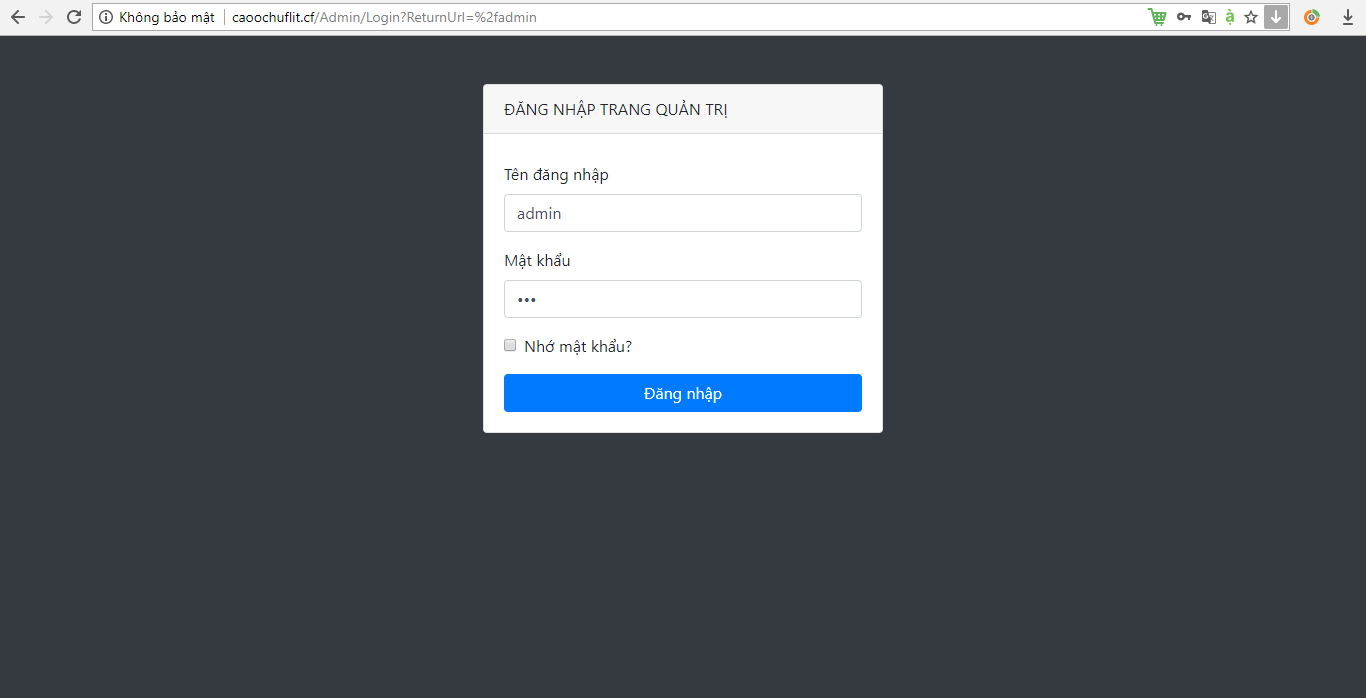 Không bảo mật caoochuflit.cf/Admin/Login?ReturnUrl=%2fadmin
ĐĂNG NHẬP TRANG QUẢN TRỊ
Tên đăng nhập
admin
Mật khẩu
•••
Nhớ mật khẩu?
Đăng nhập